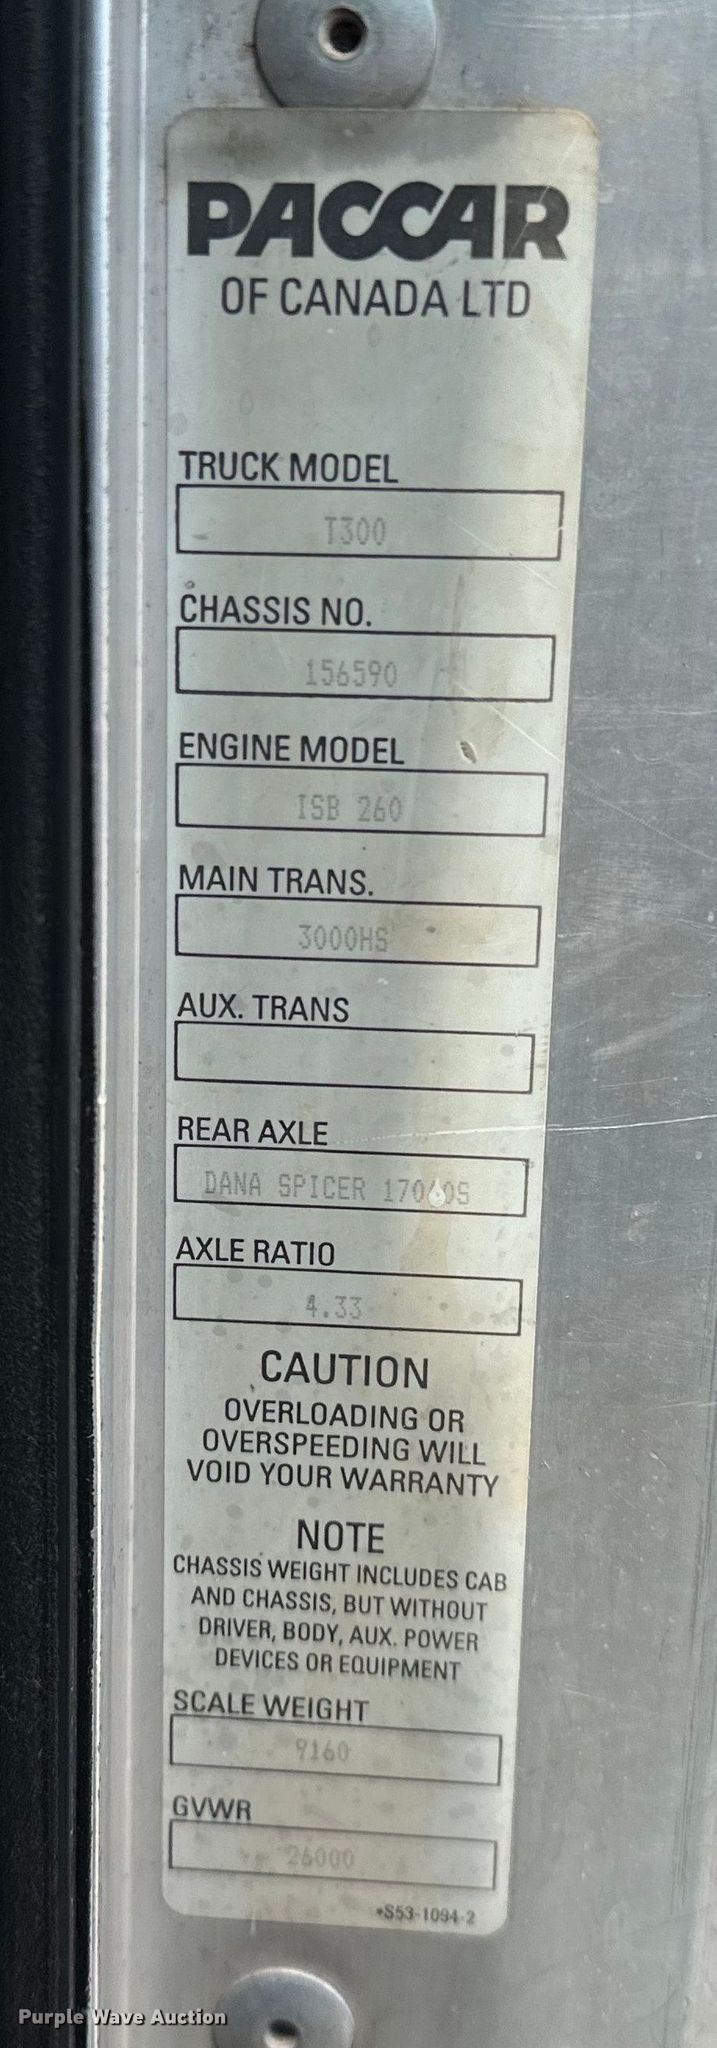 PACCAR
OF CANADA LTD
TRUCK MODEL
T300
CHASSIS NO.
156590
ENGINE MODEL
ISB 260
MAIN TRANS.
3000HS
AUX. TRANS
REAR AXLE
DANA SPICER 17060S
AXLE RATIO
4.33
CAUTION
OVERLOADING OR
OVERSPEEDING WILL
VOID YOUR WARRANTY
NOTE
CHASSIS WEIGHT INCLUDES CAB
AND CHASSIS, BUT WITHOUT
DRIVER, BODY, AUX. POWER
DEVICES OR EQUIPMENT
SCALE WEIGHT
9160
GVWR
26000
*S53-1094-2
Purple Wave Auction